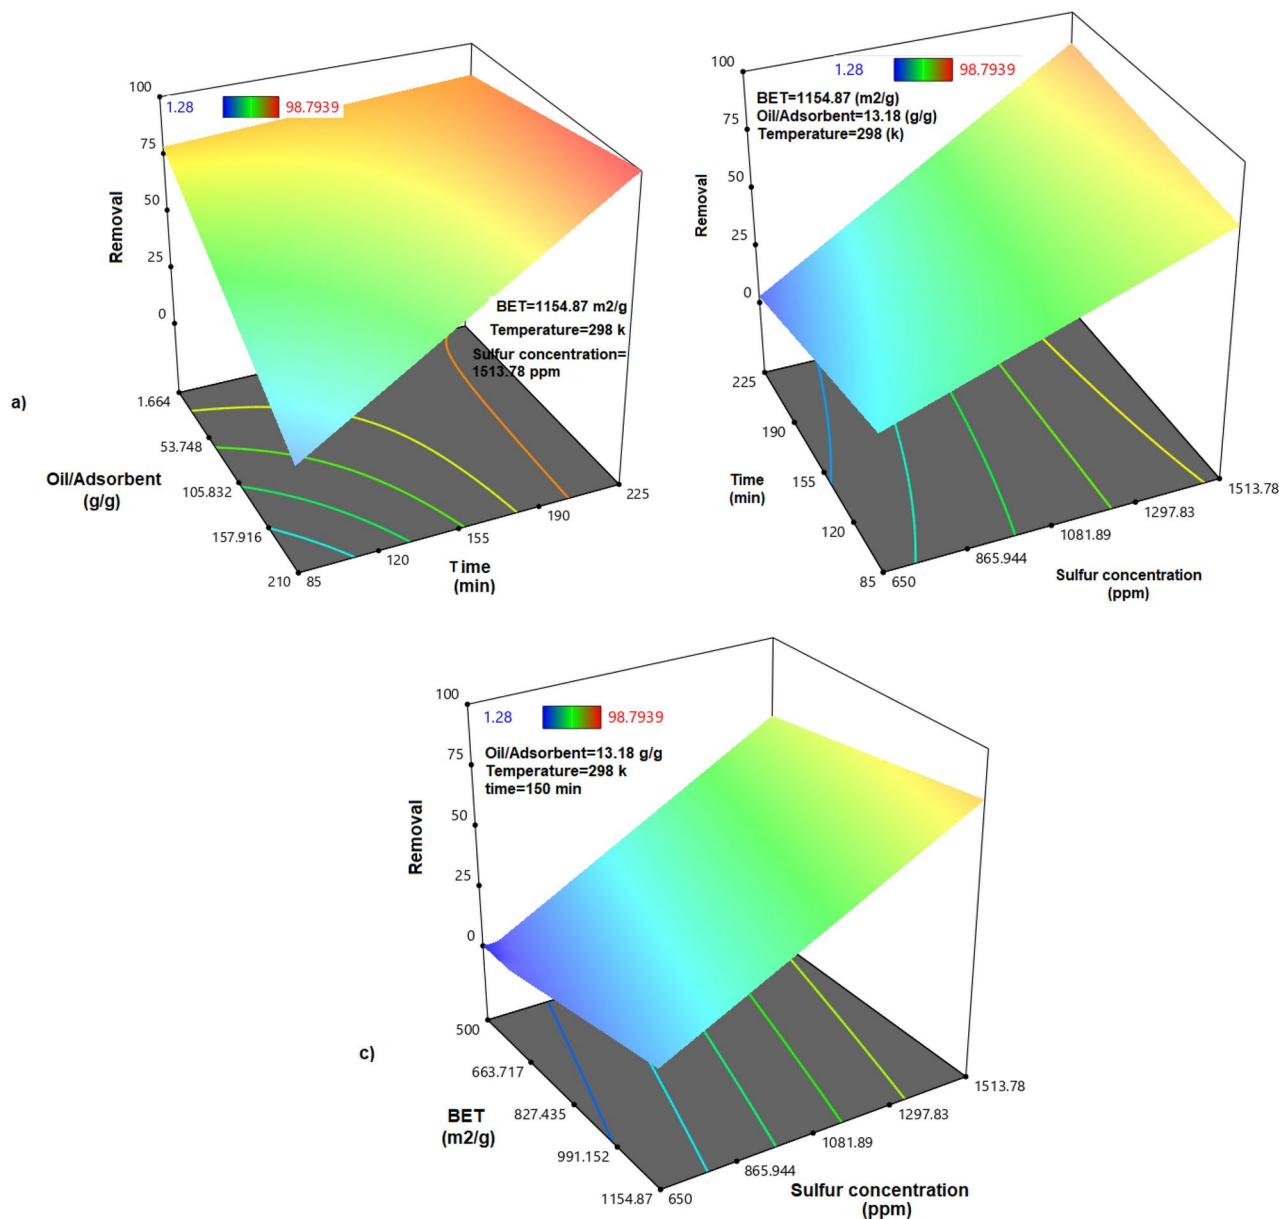 100
75
50
25
0
Removal
1.28 98.7939
BET=1154.87 m2/g
Temperature=298 k
Sulfur concentration=
1513.78 ppm
a)
1.664
53.748
105.832
157.916
210
Oil/Adsorbent
(g/g)
85
120
155
190
225
Time
(min)
100
75
50
25
0
Removal
1.28 98.7939
BET=1154.87 (m2/g)
Oil/Adsorbent=13.18 (g/g)
Temperature=298 (k)
225
190
155
120
85
Time
(min)
650
865.944
1081.89
1297.83
1513.78
Sulfur concentration
(ppm)
100
75
50
25
0
Removal
1.28 98.7939
Oil/Adsorbent=13.18 g/g
Temperature=298 k
time=150 min
c)
500
663.717
827.435
991.152
1154.87
BET
(m2/g)
650
865.944
1081.89
1297.83
1513.78
Sulfur concentration
(ppm)